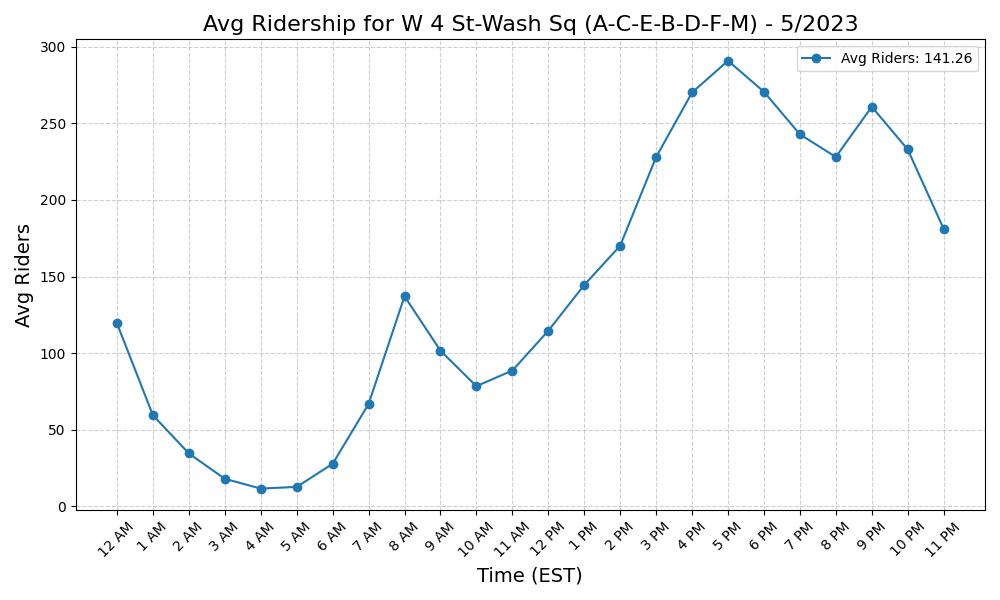 Avg Ridership for W 4 St-Wash Sq (A-C-E-B-D-F-M) - 5/2023
Avg Riders: 141.26
300
250
200
150
100
50
0
Avg Riders
12 AM
1 AM
2 AM
3 AM
4 AM
5 AM
6 AM
7 AM
8 AM
9 AM
10 AM
11 AM
12 PM
1 PM
2 PM
3 PM
4 PM
5 PM
6 PM
7 PM
8 PM
9 PM
10 PM
11 PM
Time (EST)